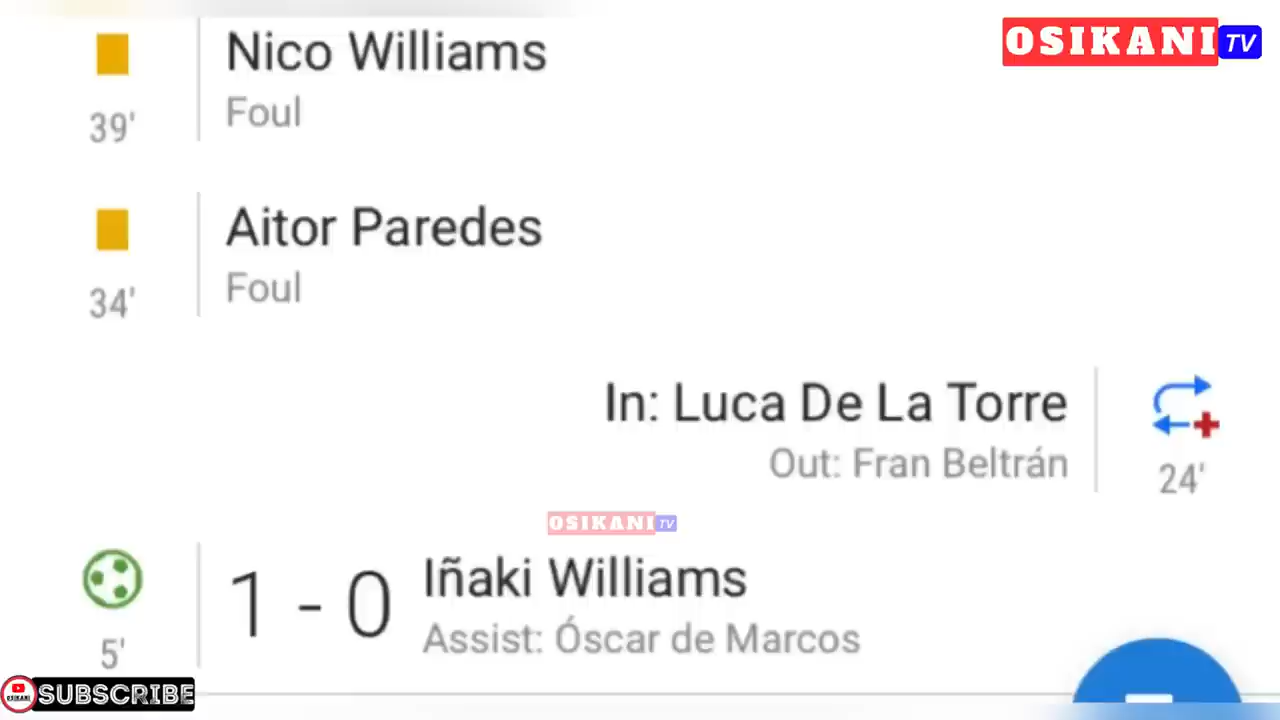 Nico Williams
OSIKANI TV
Foul
39'
Aitor Paredes
Foul
34'
In: Luca De La Torre
Out: Fran Beltrán
24'
OSIKANI TV
1 - 0 Iñaki Williams
Assist: Óscar de Marcos
5'
OSIKANI
SUBSCRIBE